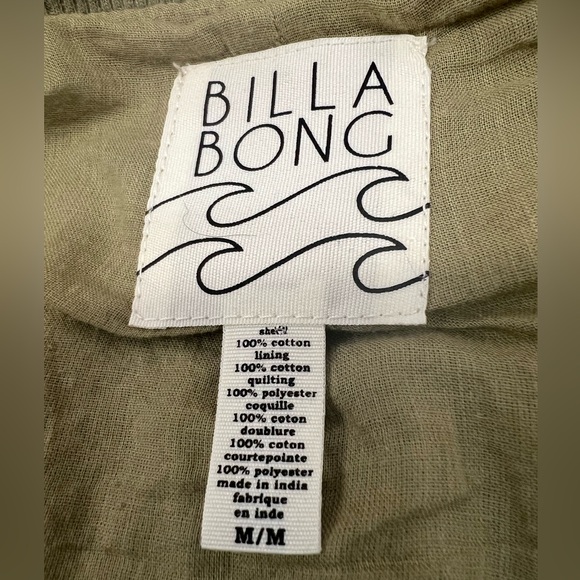 BILLA
BONG
shell
100% cotton
lining
100% cotton
quilting
100% polyester
coquille
100% coton
doublure
100% coton
courtepointe
100% polyester
made in india
fabrique
en inde
M/M